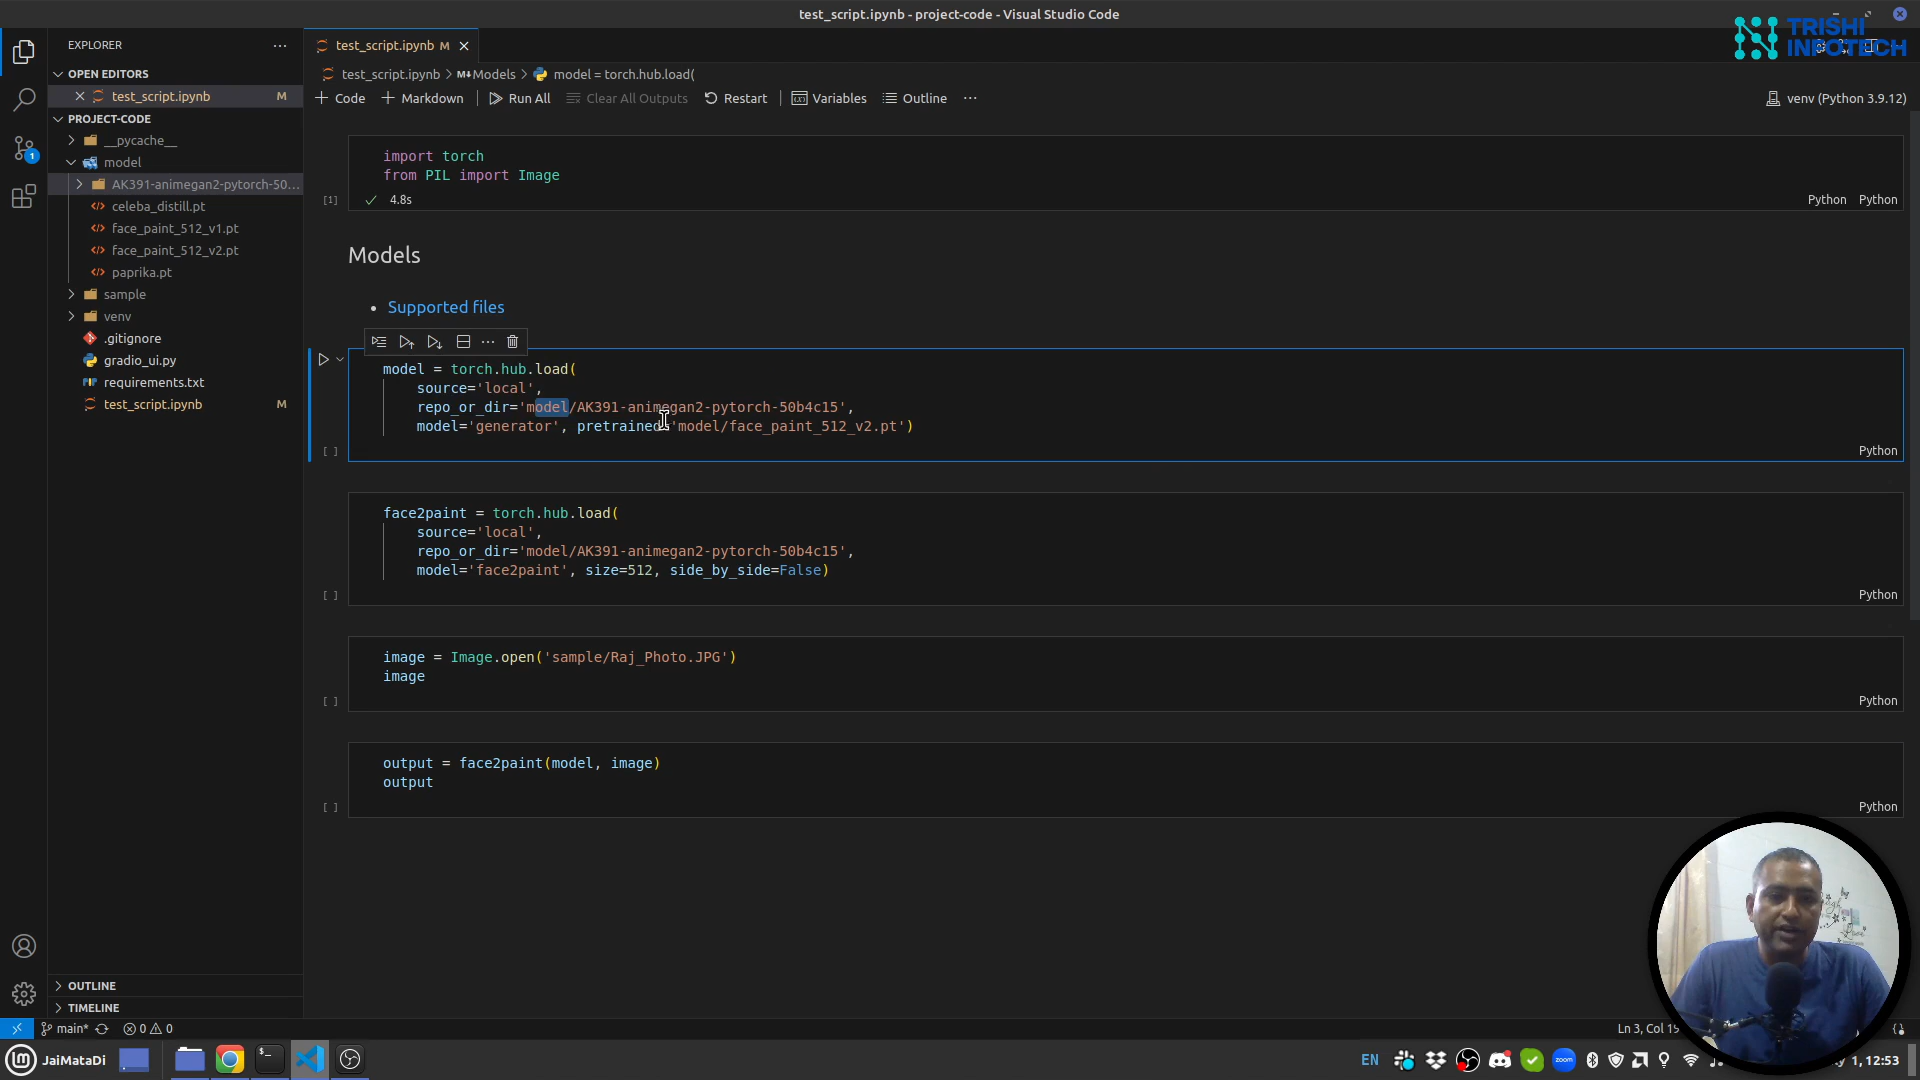 test_script.ipynb - project-code - Visual Studio Code
TRISHI
INFOTECH
EXPLORER
test_script.ipynb M
OPEN EDITORS
test_script.ipynb M
PROJECT-CODE
__pycache__
model
AK391-animegan2-pytorch-50...
celeba_distill.pt
face_paint_512_v1.pt
face_paint_512_v2.pt
paprika.pt
sample
venv
.gitignore
gradio_ui.py
requirements.txt
test_script.ipynb M
OUTLINE
TIMELINE
test_script.ipynb > M Models > model = torch.hub.load(
+ Code + Markdown Run All Clear All Outputs Restart Variables Outline ... venv (Python 3.9.12)
import torch
from PIL import Image
[1] 4.8s Python Python
Models
• Supported files
model = torch.hub.load(
source='local',
repo_or_dir='model/AK391-animegan2-pytorch-50b4c15',
model='generator', pretrained='model/face_paint_512_v2.pt')
[ ] Python
face2paint = torch.hub.load(
source='local',
repo_or_dir='model/AK391-animegan2-pytorch-50b4c15',
model='face2paint', size=512, side_by_side=False)
[ ] Python
image = Image.open('sample/Raj_Photo.JPG')
image
[ ] Python
output = face2paint(model, image)
output
[ ] Python
1
main* 0 0 Ln 3, Col
JaiMataDi EN zoom 1, 12:53